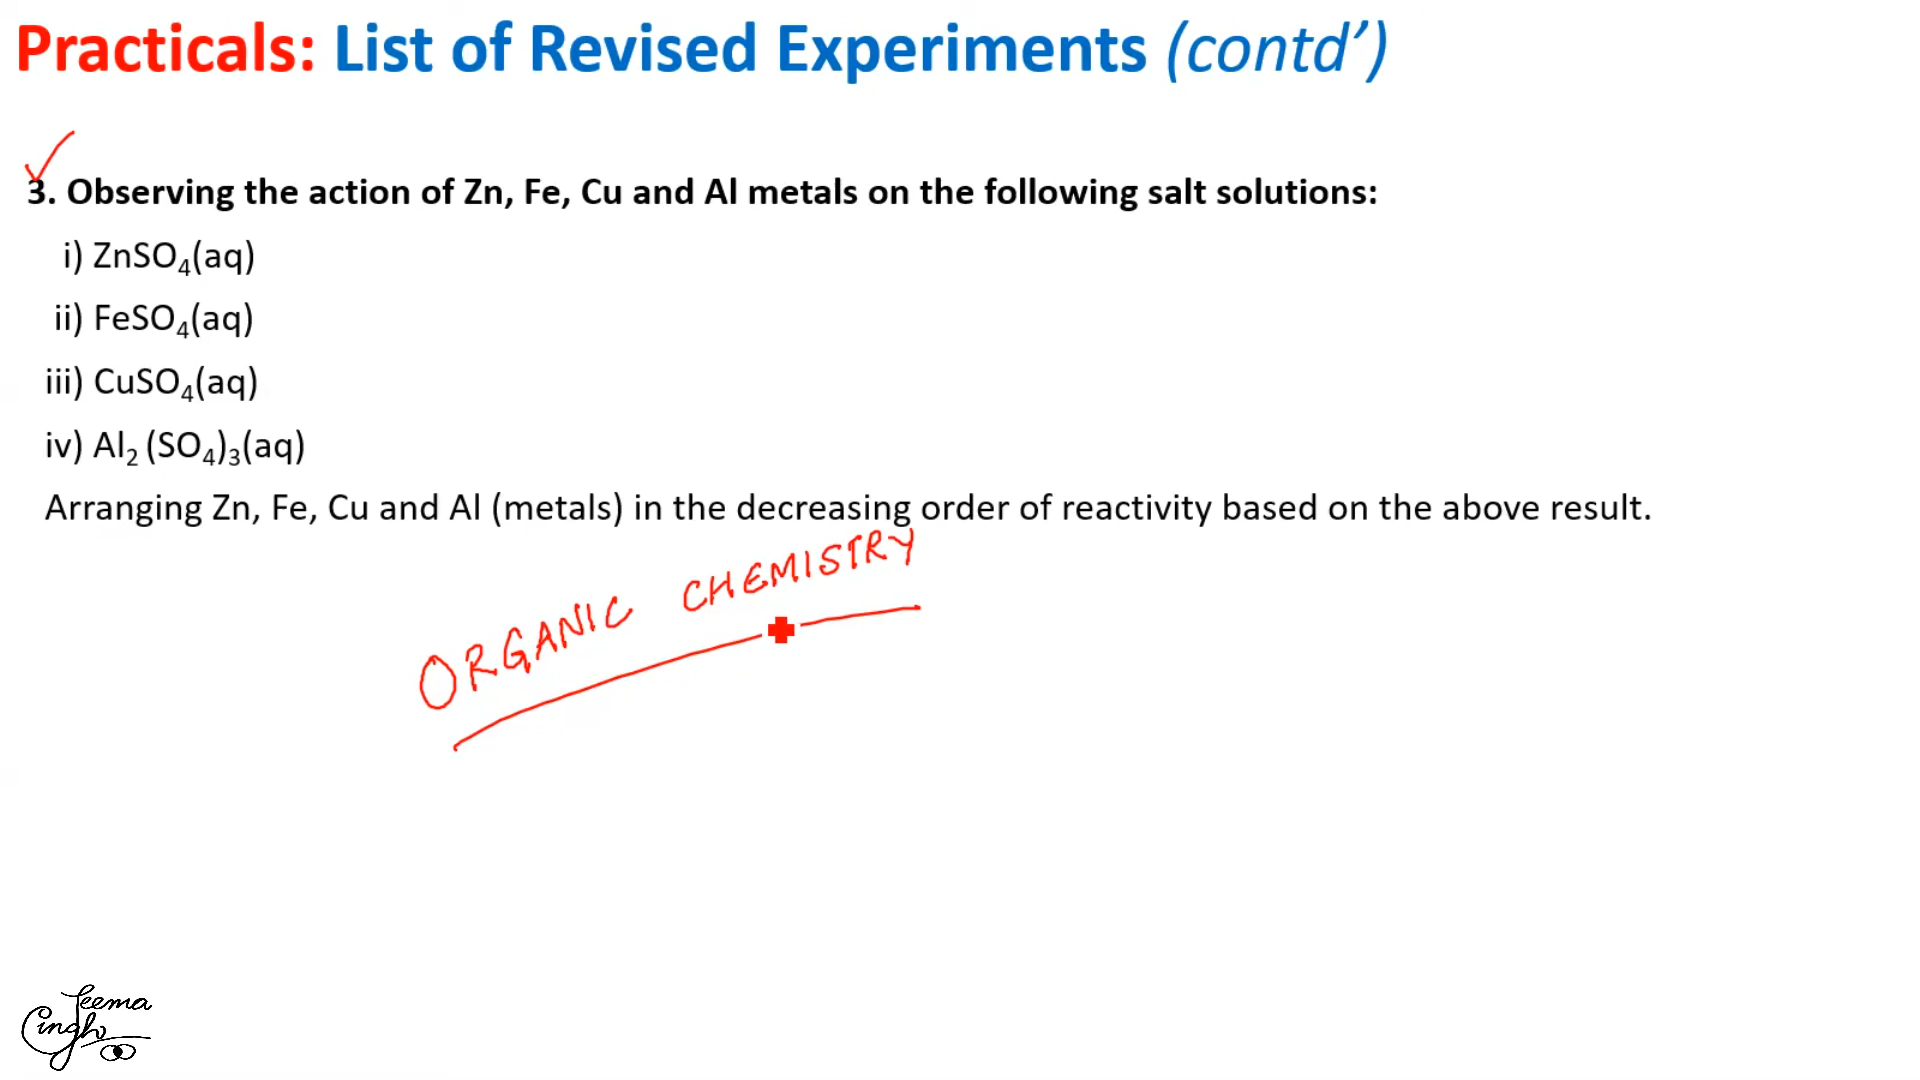 Practicals: List of Revised Experiments (contd’)
3. Observing the action of Zn, Fe, Cu and Al metals on the following salt solutions:
i) ZnSO₄(aq)
ii) FeSO₄(aq)
iii) CuSO₄(aq)
iv) Al₂ (SO₄)₃(aq)
Arranging Zn, Fe, Cu and Al (metals) in the decreasing order of reactivity based on the above result.
ORGANIC CHEMISTRY
Seema
Singh